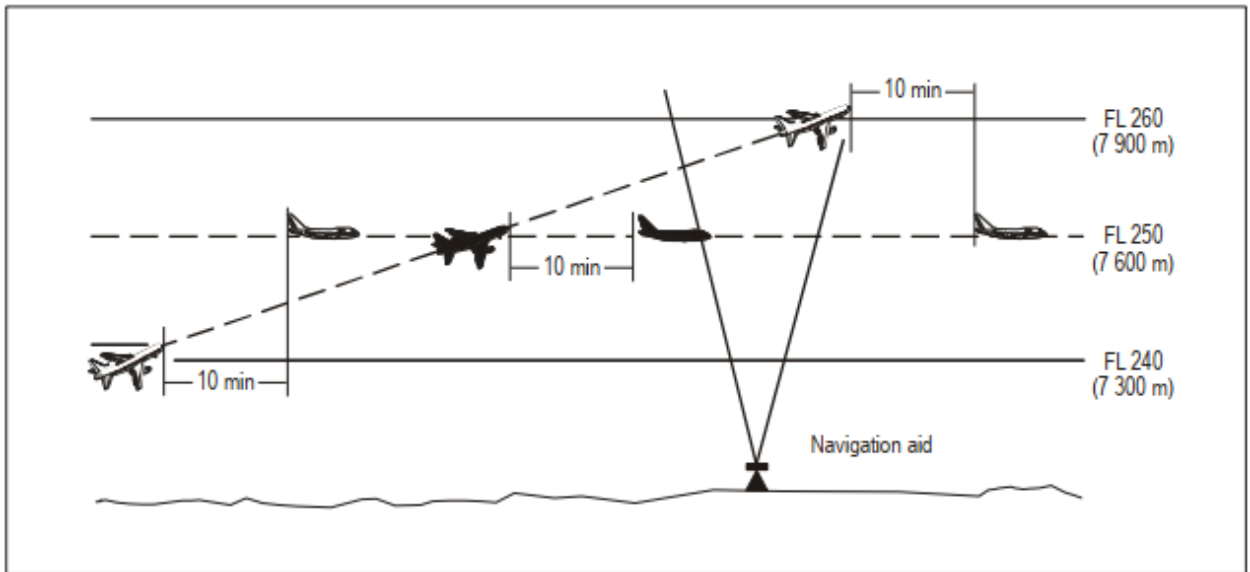 10 min
FL 260
(7 900 m)
FL 250
(7 600 m)
10 min
FL 240
(7 300 m)
10 min
Navigation aid